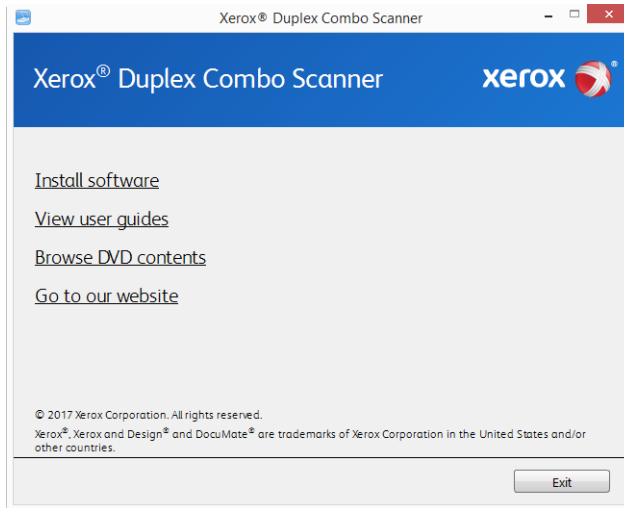 Xerox® Duplex Combo Scanner
Xerox® Duplex Combo Scanner
xerox®
Install software
View user guides
Browse DVD contents
Go to our website
© 2017 Xerox Corporation. All rights reserved.
Xerox®, Xerox and Design® and DocuMate® are trademarks of Xerox Corporation in the United States and/or
other countries.
Exit